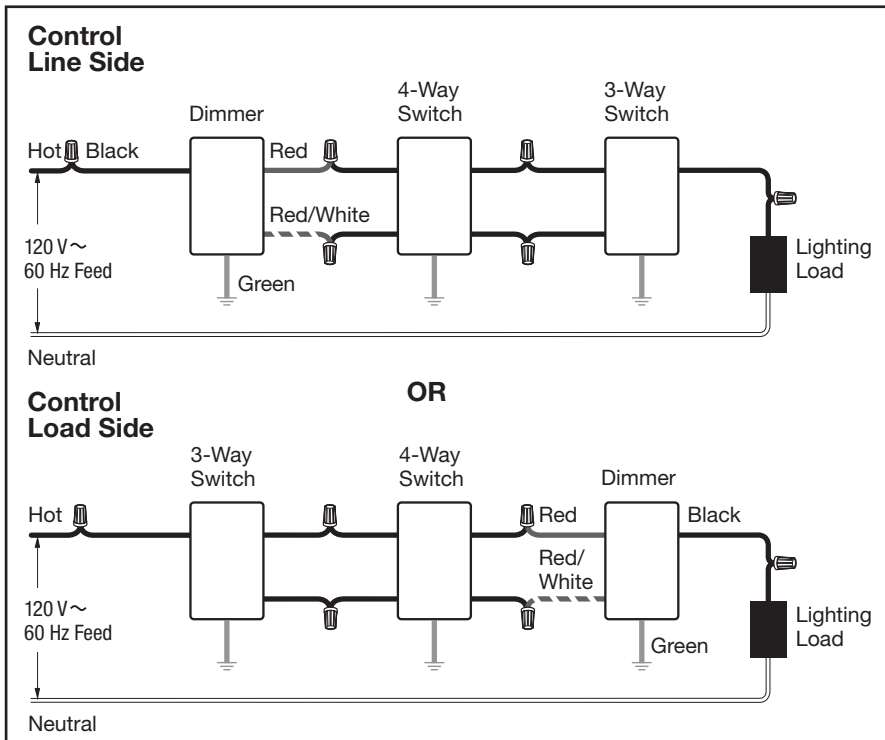 Control
Line Side
4-Way
Switch
3-Way
Switch
Dimmer
Hot
Black
Red
Red/White
120 V~
60 Hz Feed
Green
Lighting
Load
Neutral
OR
Control
Load Side
3-Way
Switch
4-Way
Switch
Dimmer
Hot
Red
Black
Red/
White
120 V~
60 Hz Feed
Green
Lighting
Load
Neutral